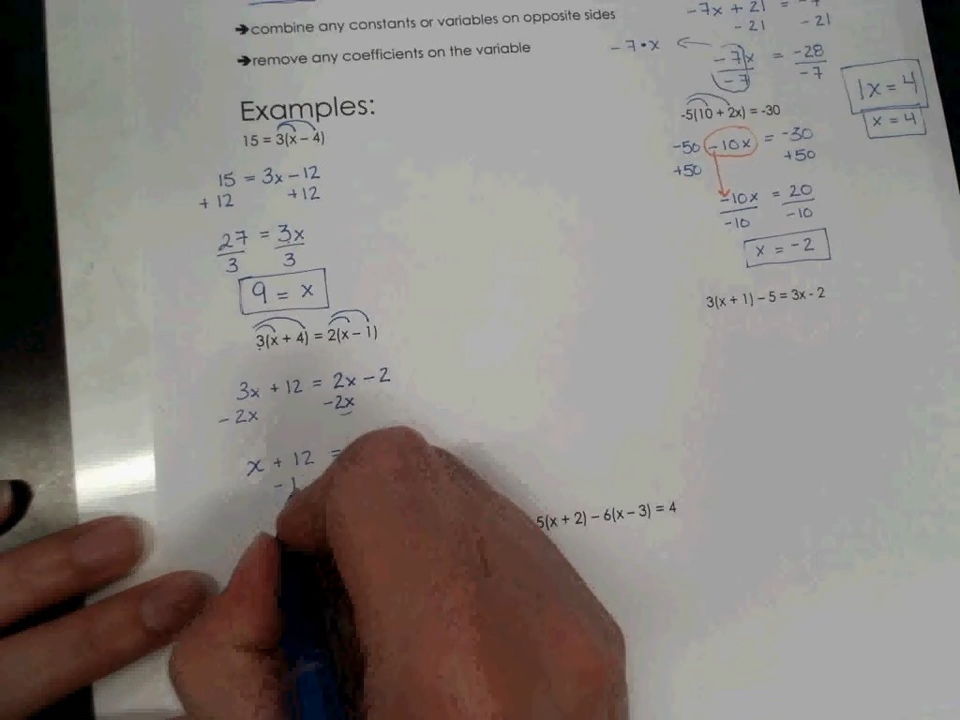 ➔combine any constants or variables on opposite sides
➔remove any coefficients on the variable
Examples:
15 = 3(x – 4)
15 = 3x – 12
+ 12 + 12
27 = 3x
3 3
9 = x
3(x + 4) = 2(x – 1)
3x + 12 = 2x – 2
– 2x – 2x
x + 12 =
–
-7x + 21 =
– 21 – 21
– 7 • x ← – 7x = – 28
– 7 – 7
1x = 4
x = 4
-5(10 + 2x) = -30
– 50 – 10x = – 30
+50 +50
– 10x = 20
– 10 – 10
x = – 2
3(x + 1) – 5 = 3x - 2
5(x + 2) – 6(x – 3) = 4